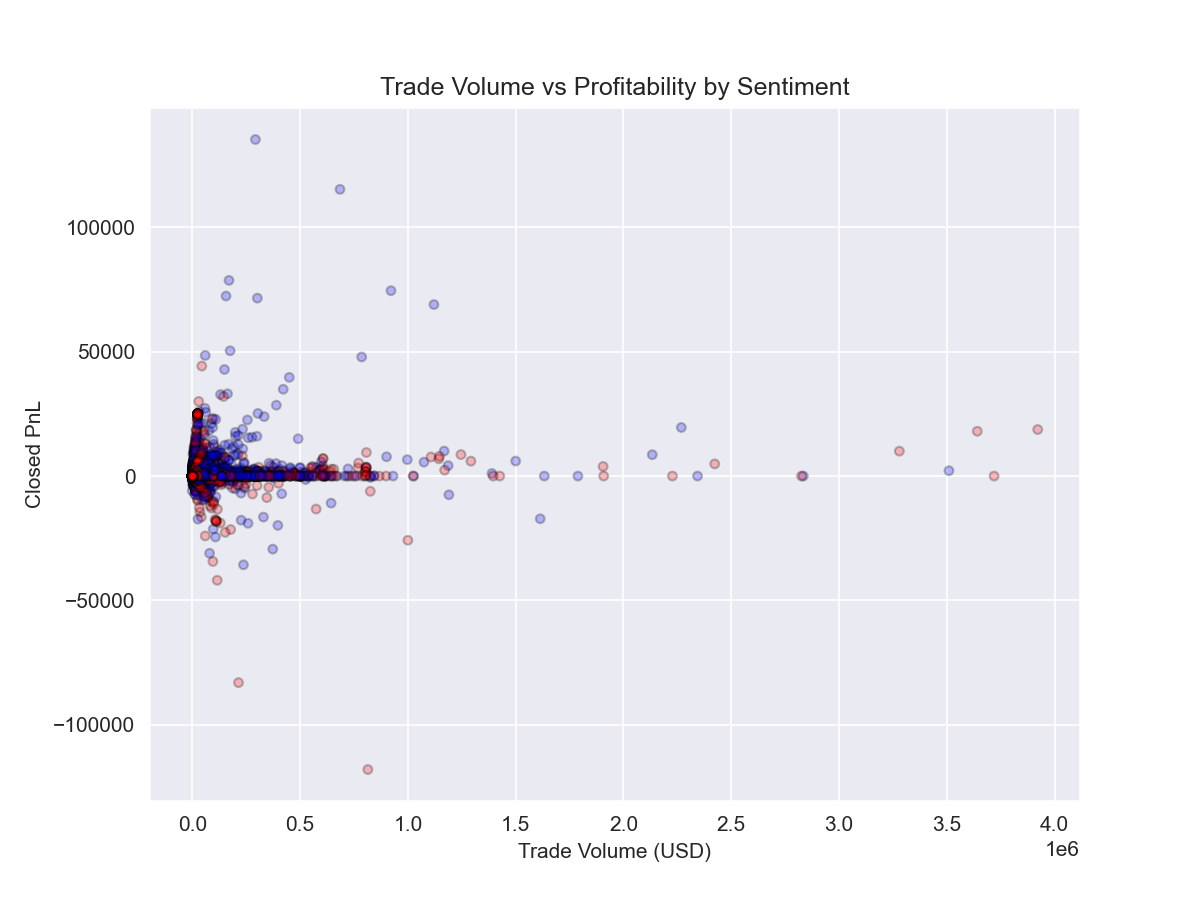 Trade Volume vs Profitability by Sentiment
Closed PnL
100000
50000
0
−50000
−100000
0.0 0.5 1.0 1.5 2.0 2.5 3.0 3.5 4.0
1e6
Trade Volume (USD)